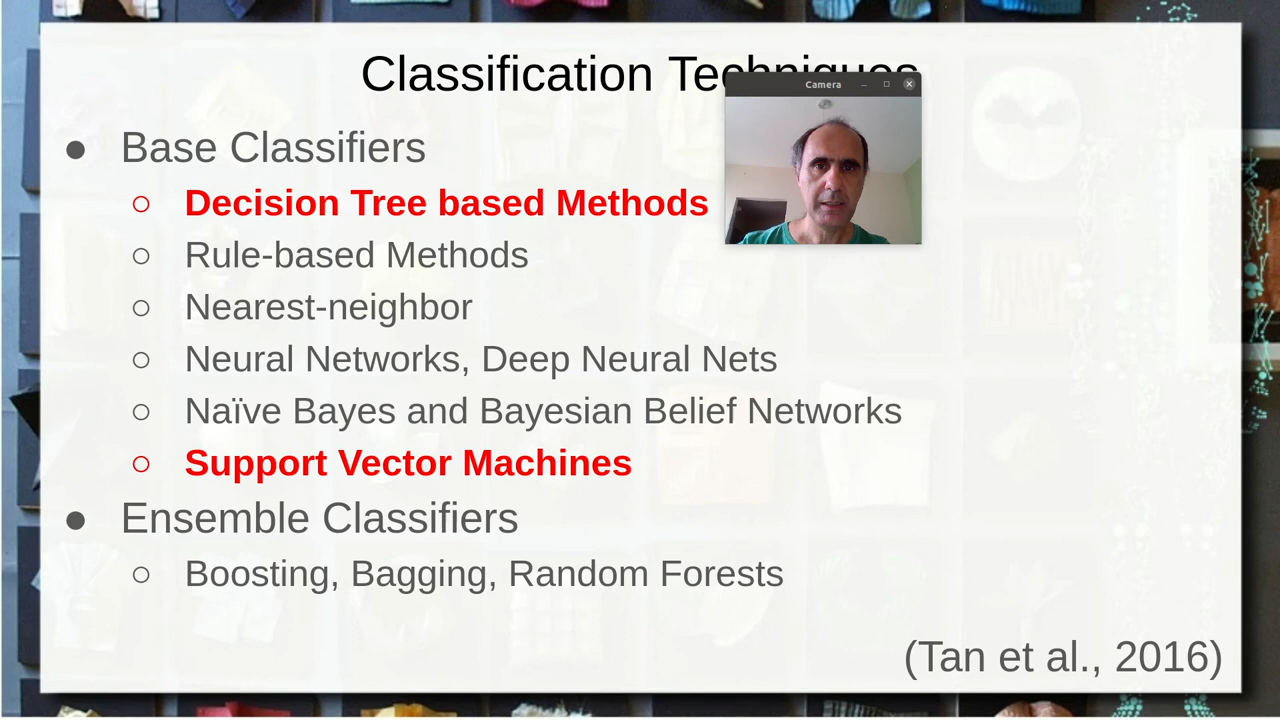 Classification Techniques
Camera
● Base Classifiers
○ Decision Tree based Methods
○ Rule-based Methods
○ Nearest-neighbor
○ Neural Networks, Deep Neural Nets
○ Naïve Bayes and Bayesian Belief Networks
○ Support Vector Machines
● Ensemble Classifiers
○ Boosting, Bagging, Random Forests
(Tan et al., 2016)